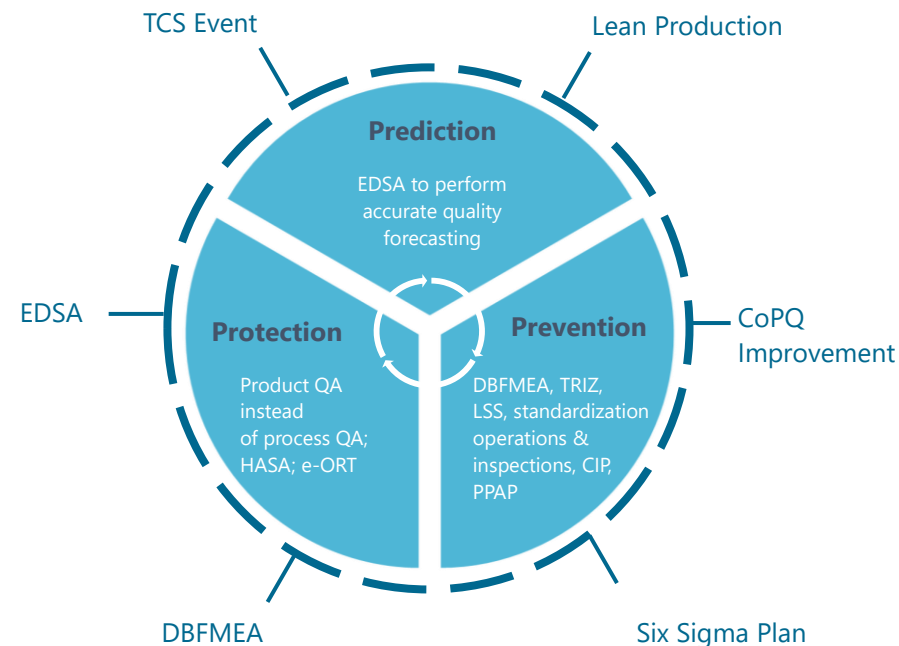 TCS Event
Lean Production
Prediction
EDSA to perform
accurate quality
forecasting
EDSA
Protection
Product QA
instead
of process QA;
HASA; e-ORT
Prevention
DBFMEA, TRIZ,
LSS, standardization
operations &
inspections, CIP,
PPAP
CoPQ
Improvement
DBFMEA
Six Sigma Plan